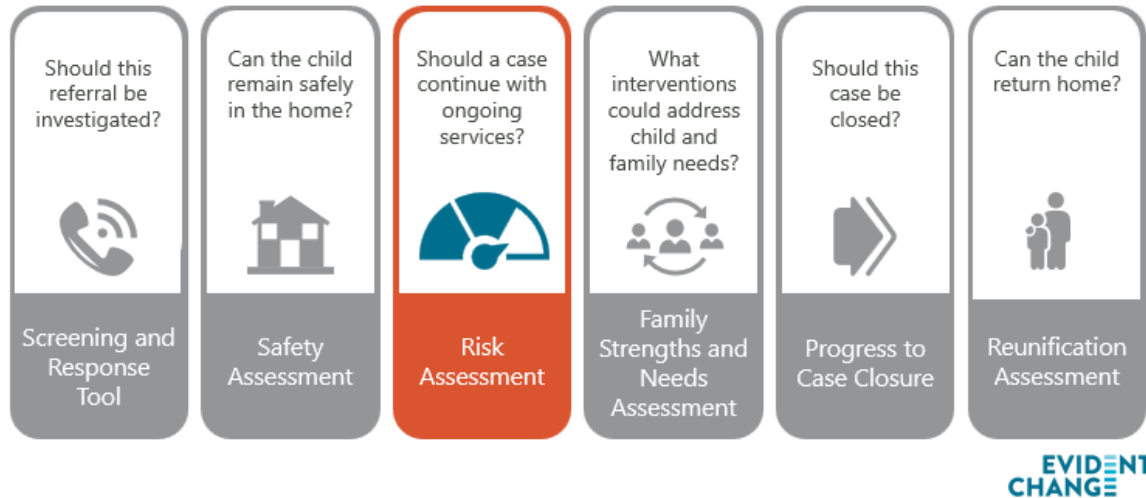 Should this
referral be
investigated?
Screening and
Response
Tool
Can the child
remain safely
in the home?
Safety
Assessment
Should a case
continue with
ongoing
services?
Risk
Assessment
What
interventions
could address
child and
family needs?
Family
Strengths and
Needs
Assessment
Should this
case be
closed?
Progress to
Case Closure
Can the child
return home?
Reunification
Assessment
EVIDENT
CHANGE